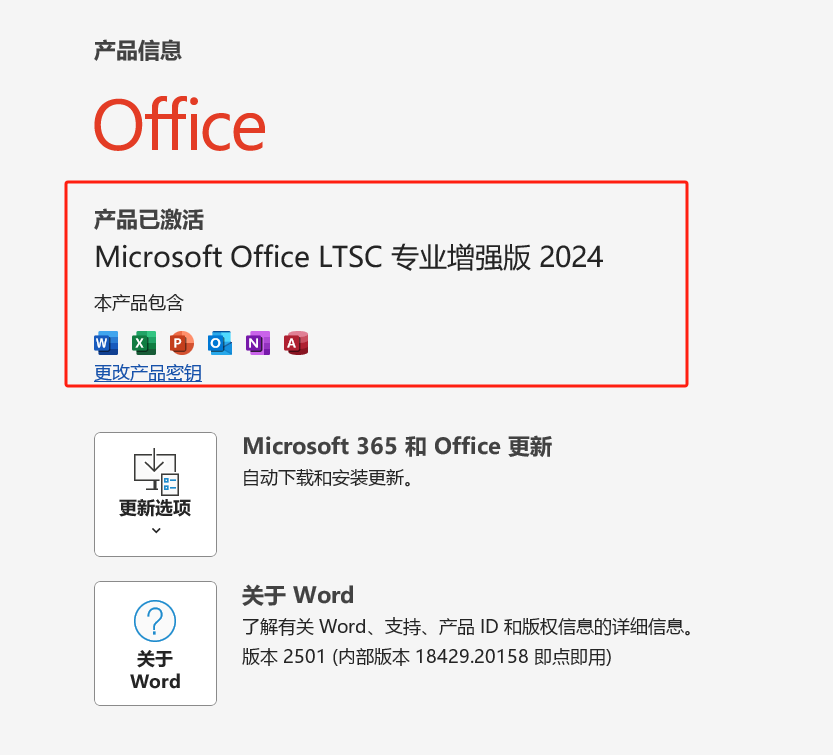 产品信息
Office
产品已激活
Microsoft Office LTSC 专业增强版 2024
本产品包含
W X P O N A
更改产品密钥
更新选项
Microsoft 365 和 Office 更新
自动下载和安装更新。
关于
Word
关于 Word
了解有关 Word、支持、产品 ID 和版权信息的详细信息。
版本 2501 (内部版本 18429.20158 即点即用)